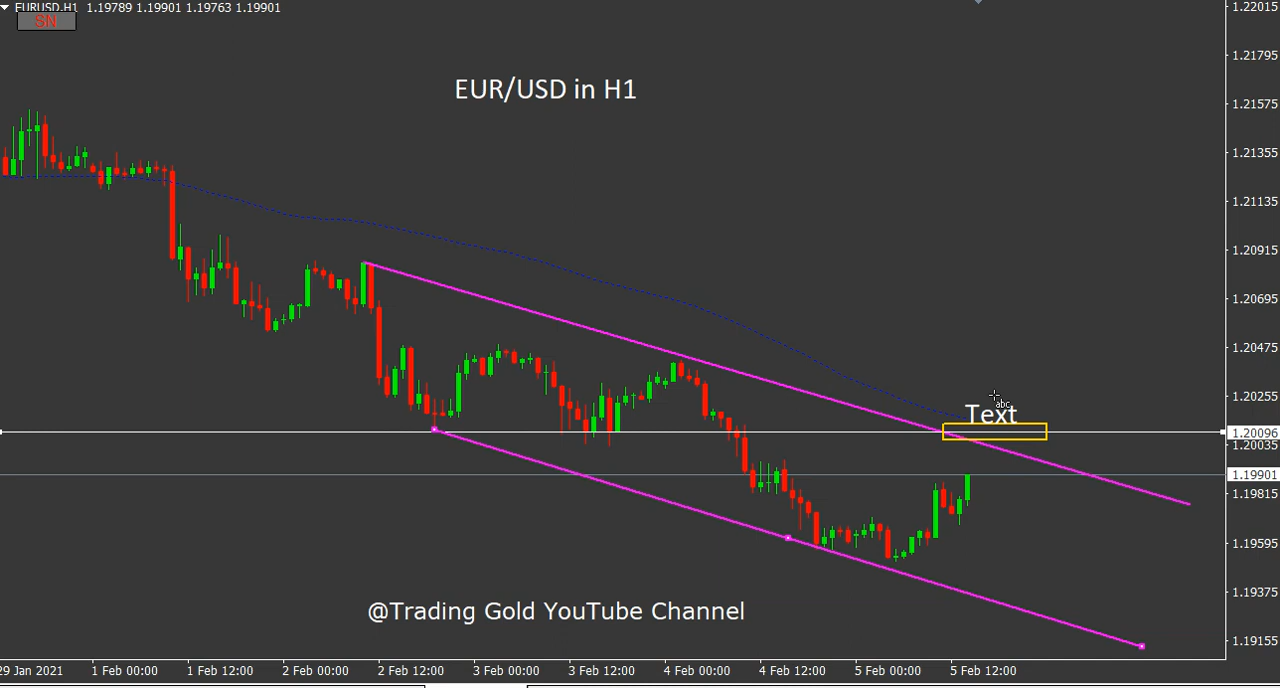 EURUSD,H1 1.19789 1.19901 1.19763 1.19901
SN
EUR/USD in H1
1.22015
1.21795
1.21575
1.21355
1.21135
1.20915
1.20695
1.20475
1.20255
abc
Text
1.20096
1.20035
1.19901
1.19815
1.19595
1.19375
1.19155
@Trading Gold YouTube Channel
29 Jan 2021 1 Feb 00:00 1 Feb 12:00 2 Feb 00:00 2 Feb 12:00 3 Feb 00:00 3 Feb 12:00 4 Feb 00:00 4 Feb 12:00 5 Feb 00:00 5 Feb 12:00